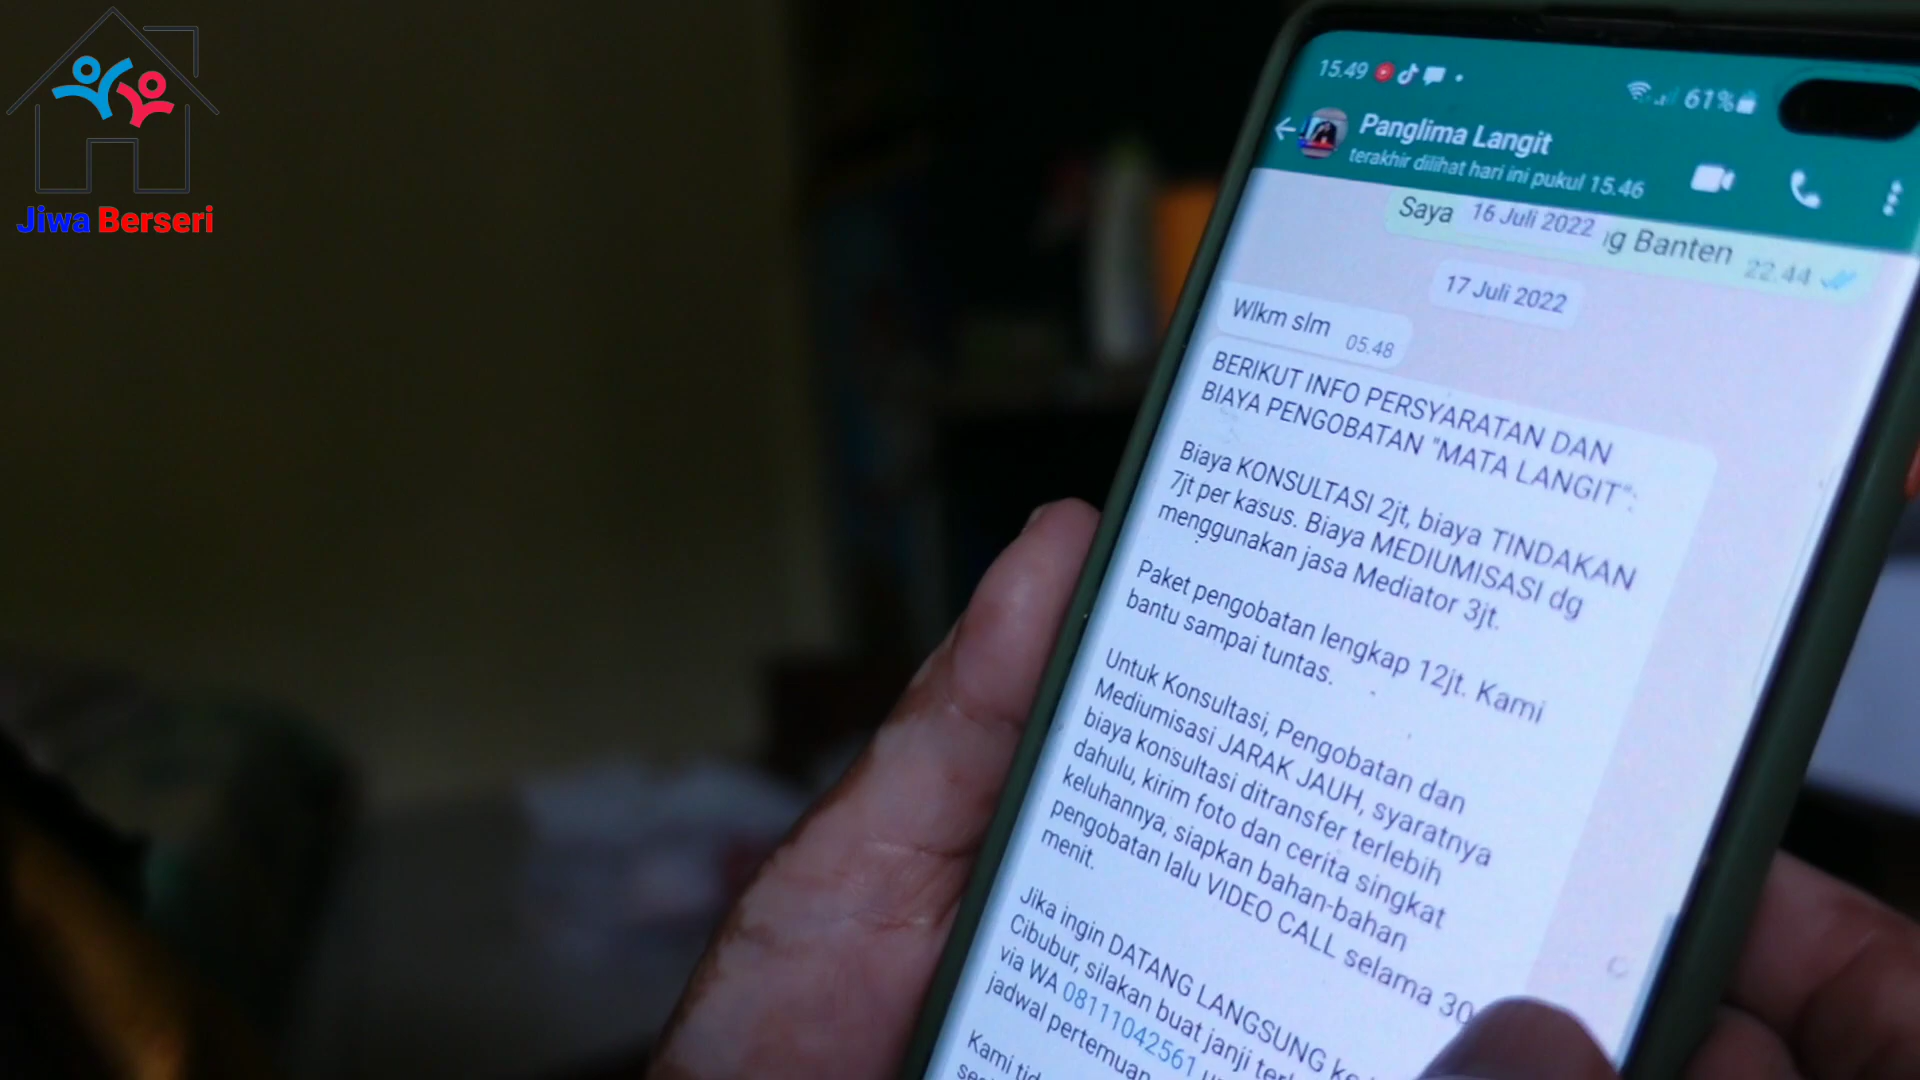 Jiwa Berseri
15.49
61%
Panglima Langit
terakhir dilihat hari ini pukul 15.46
Saya
16 Juli 2022
g Banten
22.44
17 Juli 2022
Wlkm slm
05.48
BERIKUT INFO PERSYARATAN DAN
BIAYA PENGOBATAN "MATA LANGIT":
Biaya KONSULTASI 2jt, biaya TINDAKAN
7jt per kasus. Biaya MEDIUMISASI dg
menggunakan jasa Mediator 3jt.
Paket pengobatan lengkap 12jt. Kami
bantu sampai tuntas.
Untuk Konsultasi, Pengobatan dan
Mediumisasi JARAK JAUH, syaratnya
biaya konsultasi ditransfer terlebih
dahulu, kirim foto dan cerita singkat
keluhannya, siapkan bahan-bahan
pengobatan lalu VIDEO CALL selama 30
menit.
Jika ingin DATANG LANGSUNG ke
Cibubur, silakan buat janji
via WA 08111042561
jadwal pertemuan
Kami